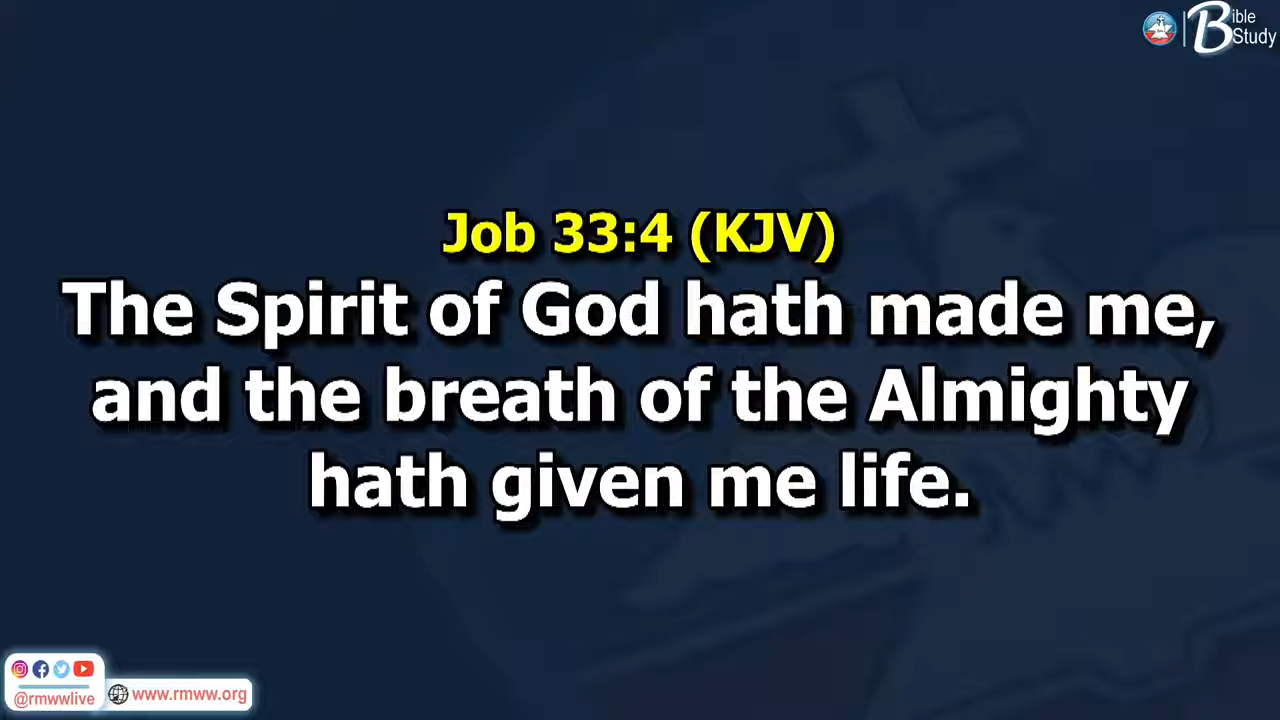 Bible
Study
Job 33:4 (KJV)
The Spirit of God hath made me,
and the breath of the Almighty
hath given me life.
@rmwwlive
www.rmww.org